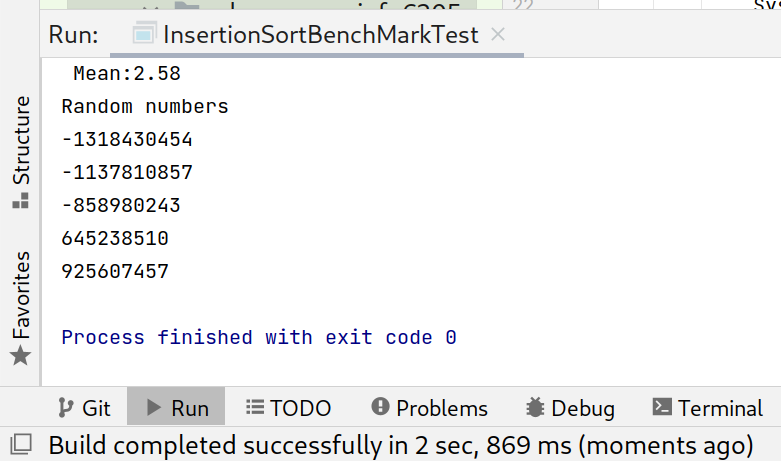 22
Run: InsertionSortBenchMarkTest
Mean:2.58
Random numbers
-1318430454
-1137810857
-858980243
645238510
925607457
Process finished with exit code 0
Structure
Favorites
Git Run TODO Problems Debug Terminal
Build completed successfully in 2 sec, 869 ms (moments ago)